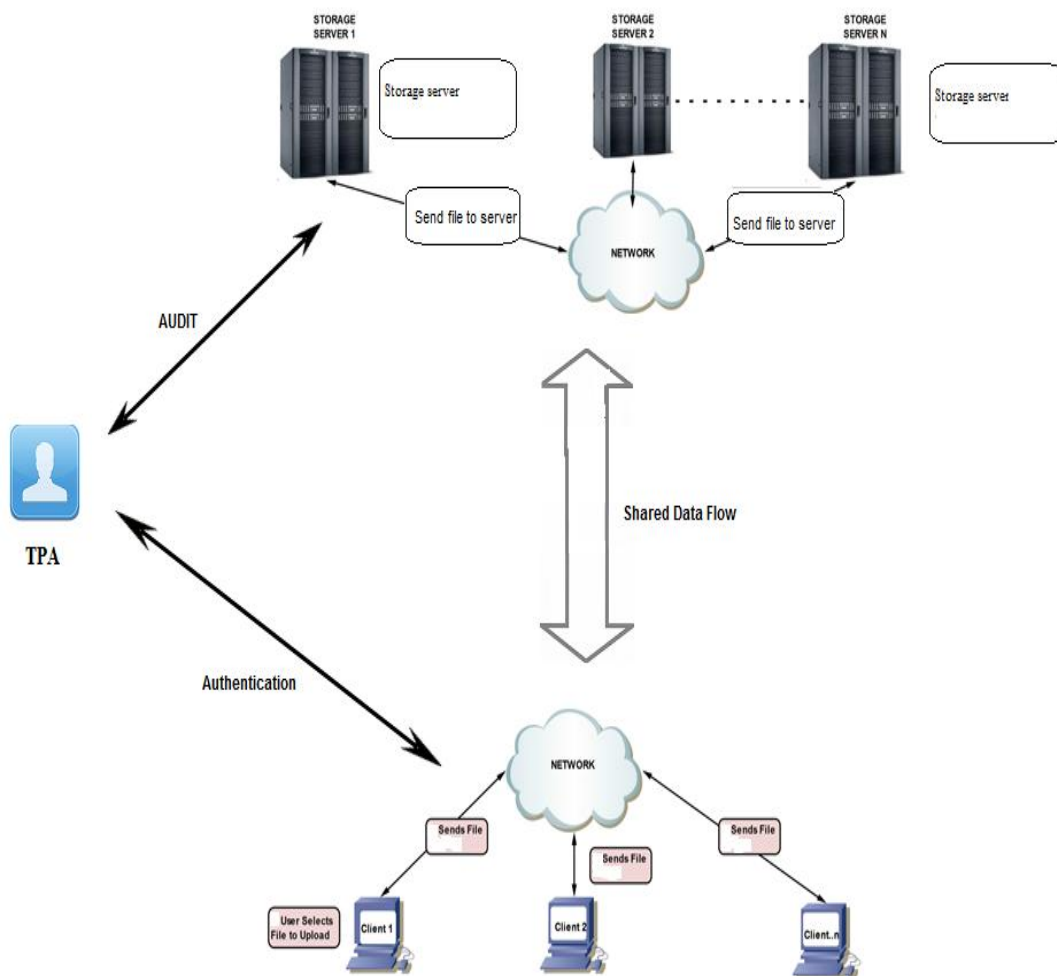 STORAGE
SERVER 1
STORAGE
SERVER 2
STORAGE
SERVER N
Storage server
Storage server
Send file to server
Send file to server
NETWORK
AUDIT
TPA
Shared Data Flow
Authentication
NETWORK
Sends File
Sends File
Sends File
User Selects
File to Upload
Client 1
Client 2
Client..n